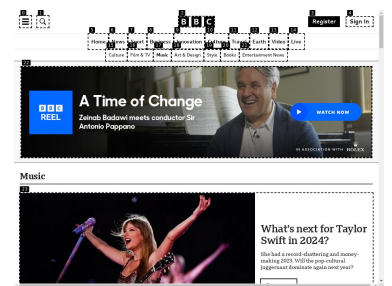 BBC
Register
Sign In
Home News Sport Business Innovation Culture Travel Earth Video Live
Culture Film & TV Music Art & Design Style Books Entertainment News
BBC
REEL
A Time of Change
Zeinab Badawi meets conductor Sir
Antonio Pappano
WATCH NOW
IN ASSOCIATION WITH ROLEX
Music
What's next for Taylor
Swift in 2024?
She had a record-shattering and money-
making 2023. Will the pop-cultural
juggernaut dominate again next year?